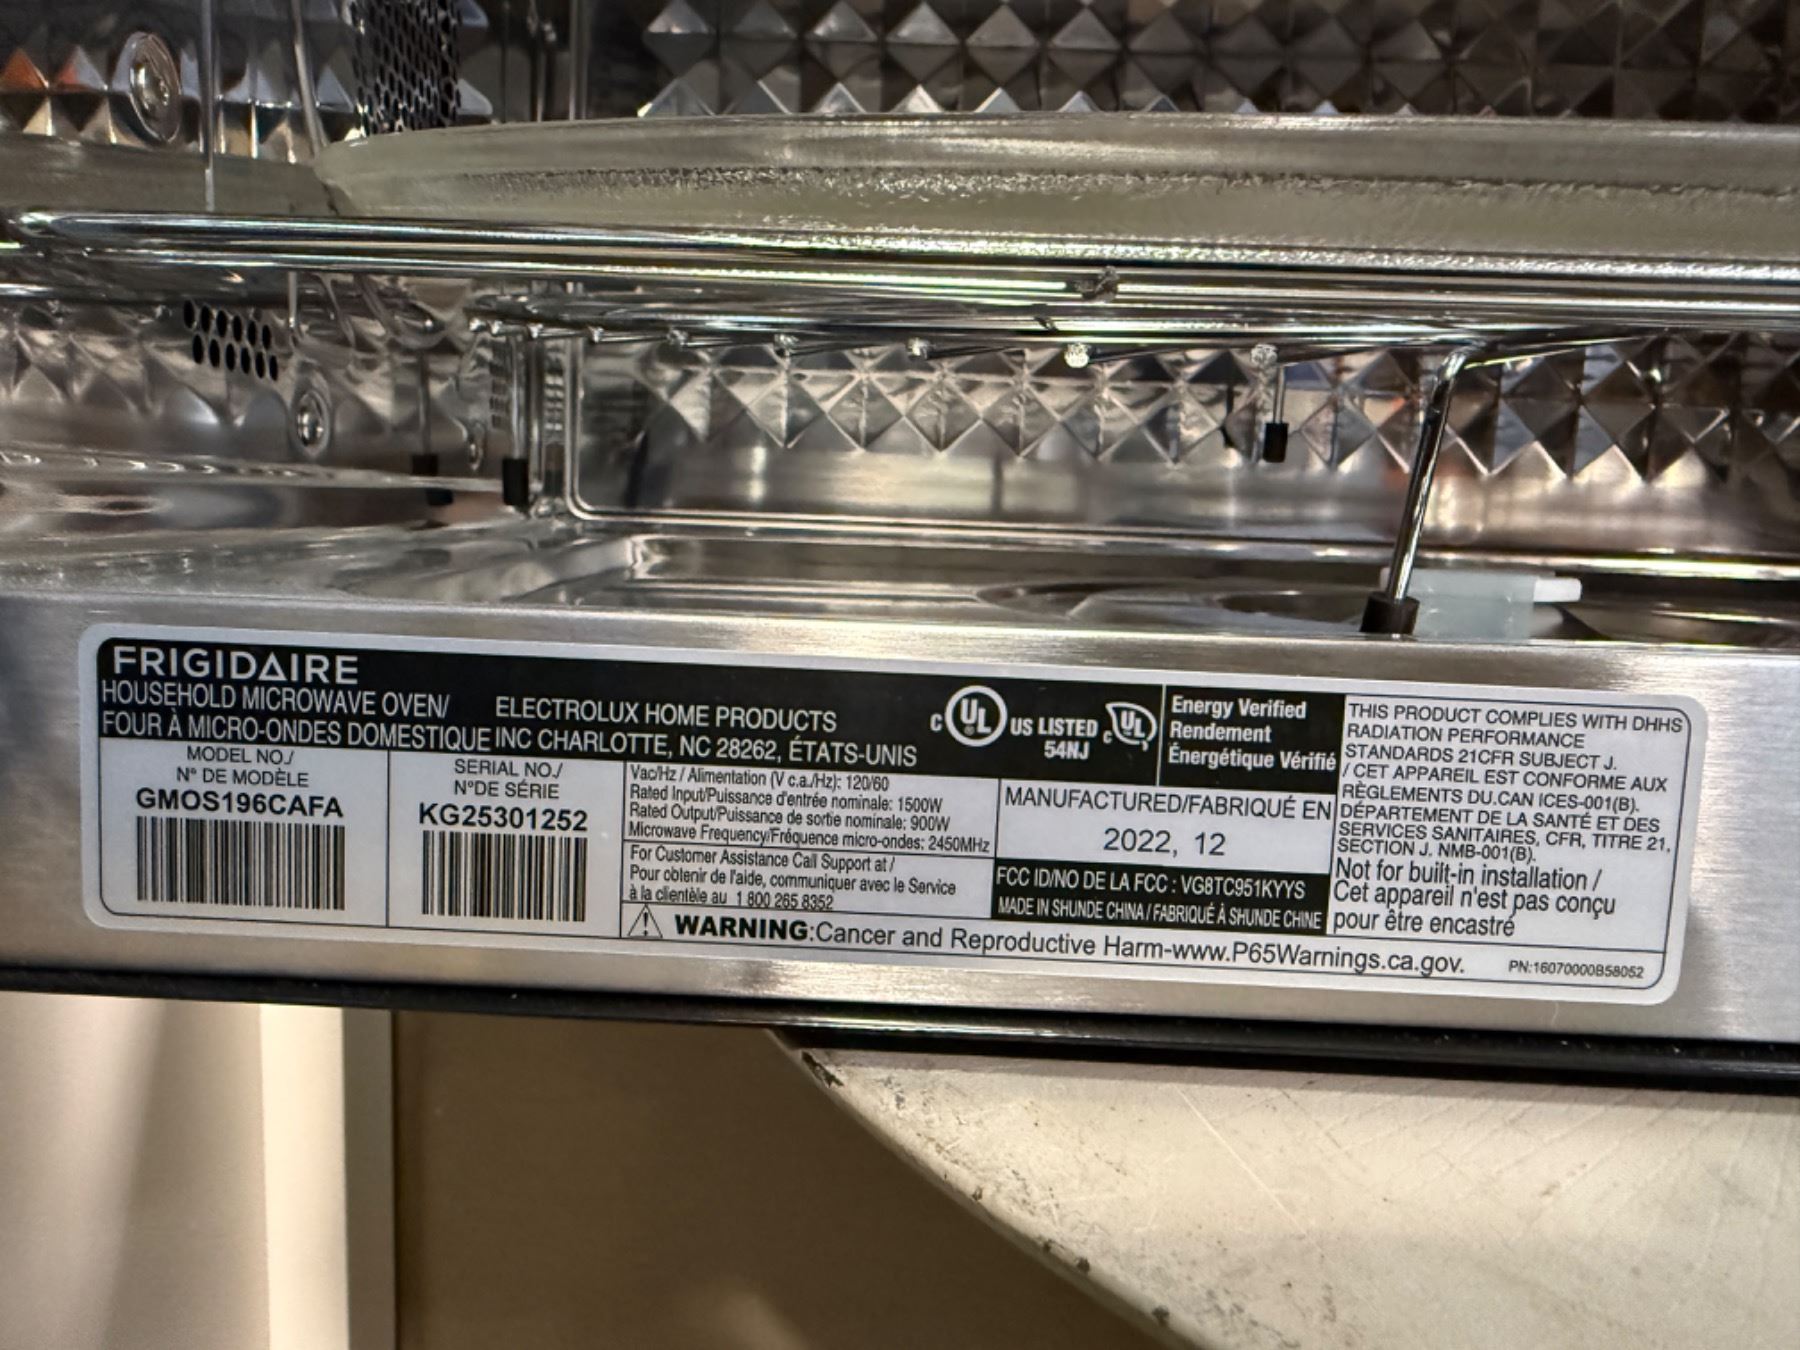 FRIGIDAIRE
HOUSEHOLD MICROWAVE OVEN/
FOUR À MICRO-ONDES DOMESTIQUE
ELECTROLUX HOME PRODUCTS
INC CHARLOTTE, NC 28262, ÉTATS-UNIS
C UL US LISTED
54NJ
C UL
Energy Verified
Rendement
Énergétique Vérifié
MODEL NO./
N° DE MODÈLE
GMOS196CAFA
SERIAL NO./
N°DE SÉRIE
KG25301252
Vac/Hz / Alimentation (V c.a./Hz): 120/60
Rated Input/Puissance d'entrée nominale: 1500W
Rated Output/Puissance de sortie nominale: 900W
Microwave Frequency/Fréquence micro-ondes: 2450MHz
For Customer Assistance Call Support at /
Pour obtenir de l'aide, communiquer avec le Service
à la clientèle au 1 800 265 8352
MANUFACTURED/FABRIQUÉ EN
2022, 12
FCC ID/NO DE LA FCC : VG8TC951KYYS
MADE IN SHUNDE CHINA / FABRIQUÉ À SHUNDE CHINE
THIS PRODUCT COMPLIES WITH DHHS
RADIATION PERFORMANCE
STANDARDS 21CFR SUBJECT J.
/ CET APPAREIL EST CONFORME AUX
RÈGLEMENTS DU.CAN ICES-001(B).
DÉPARTEMENT DE LA SANTÉ ET DES
SERVICES SANITAIRES, CFR, TITRE 21,
SECTION J, NMB-001(B).
Not for built-in installation /
Cet appareil n'est pas conçu
pour être encastré
WARNING:Cancer and Reproductive Harm-www.P65Warnings.ca.gov.
PN:16070000B58052